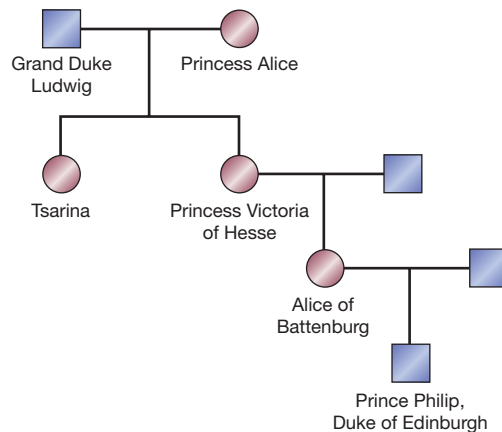 Grand Duke
Ludwig
Princess Alice
Tsarina
Princess Victoria
of Hesse
Alice of
Battenburg
Prince Philip,
Duke of Edinburgh